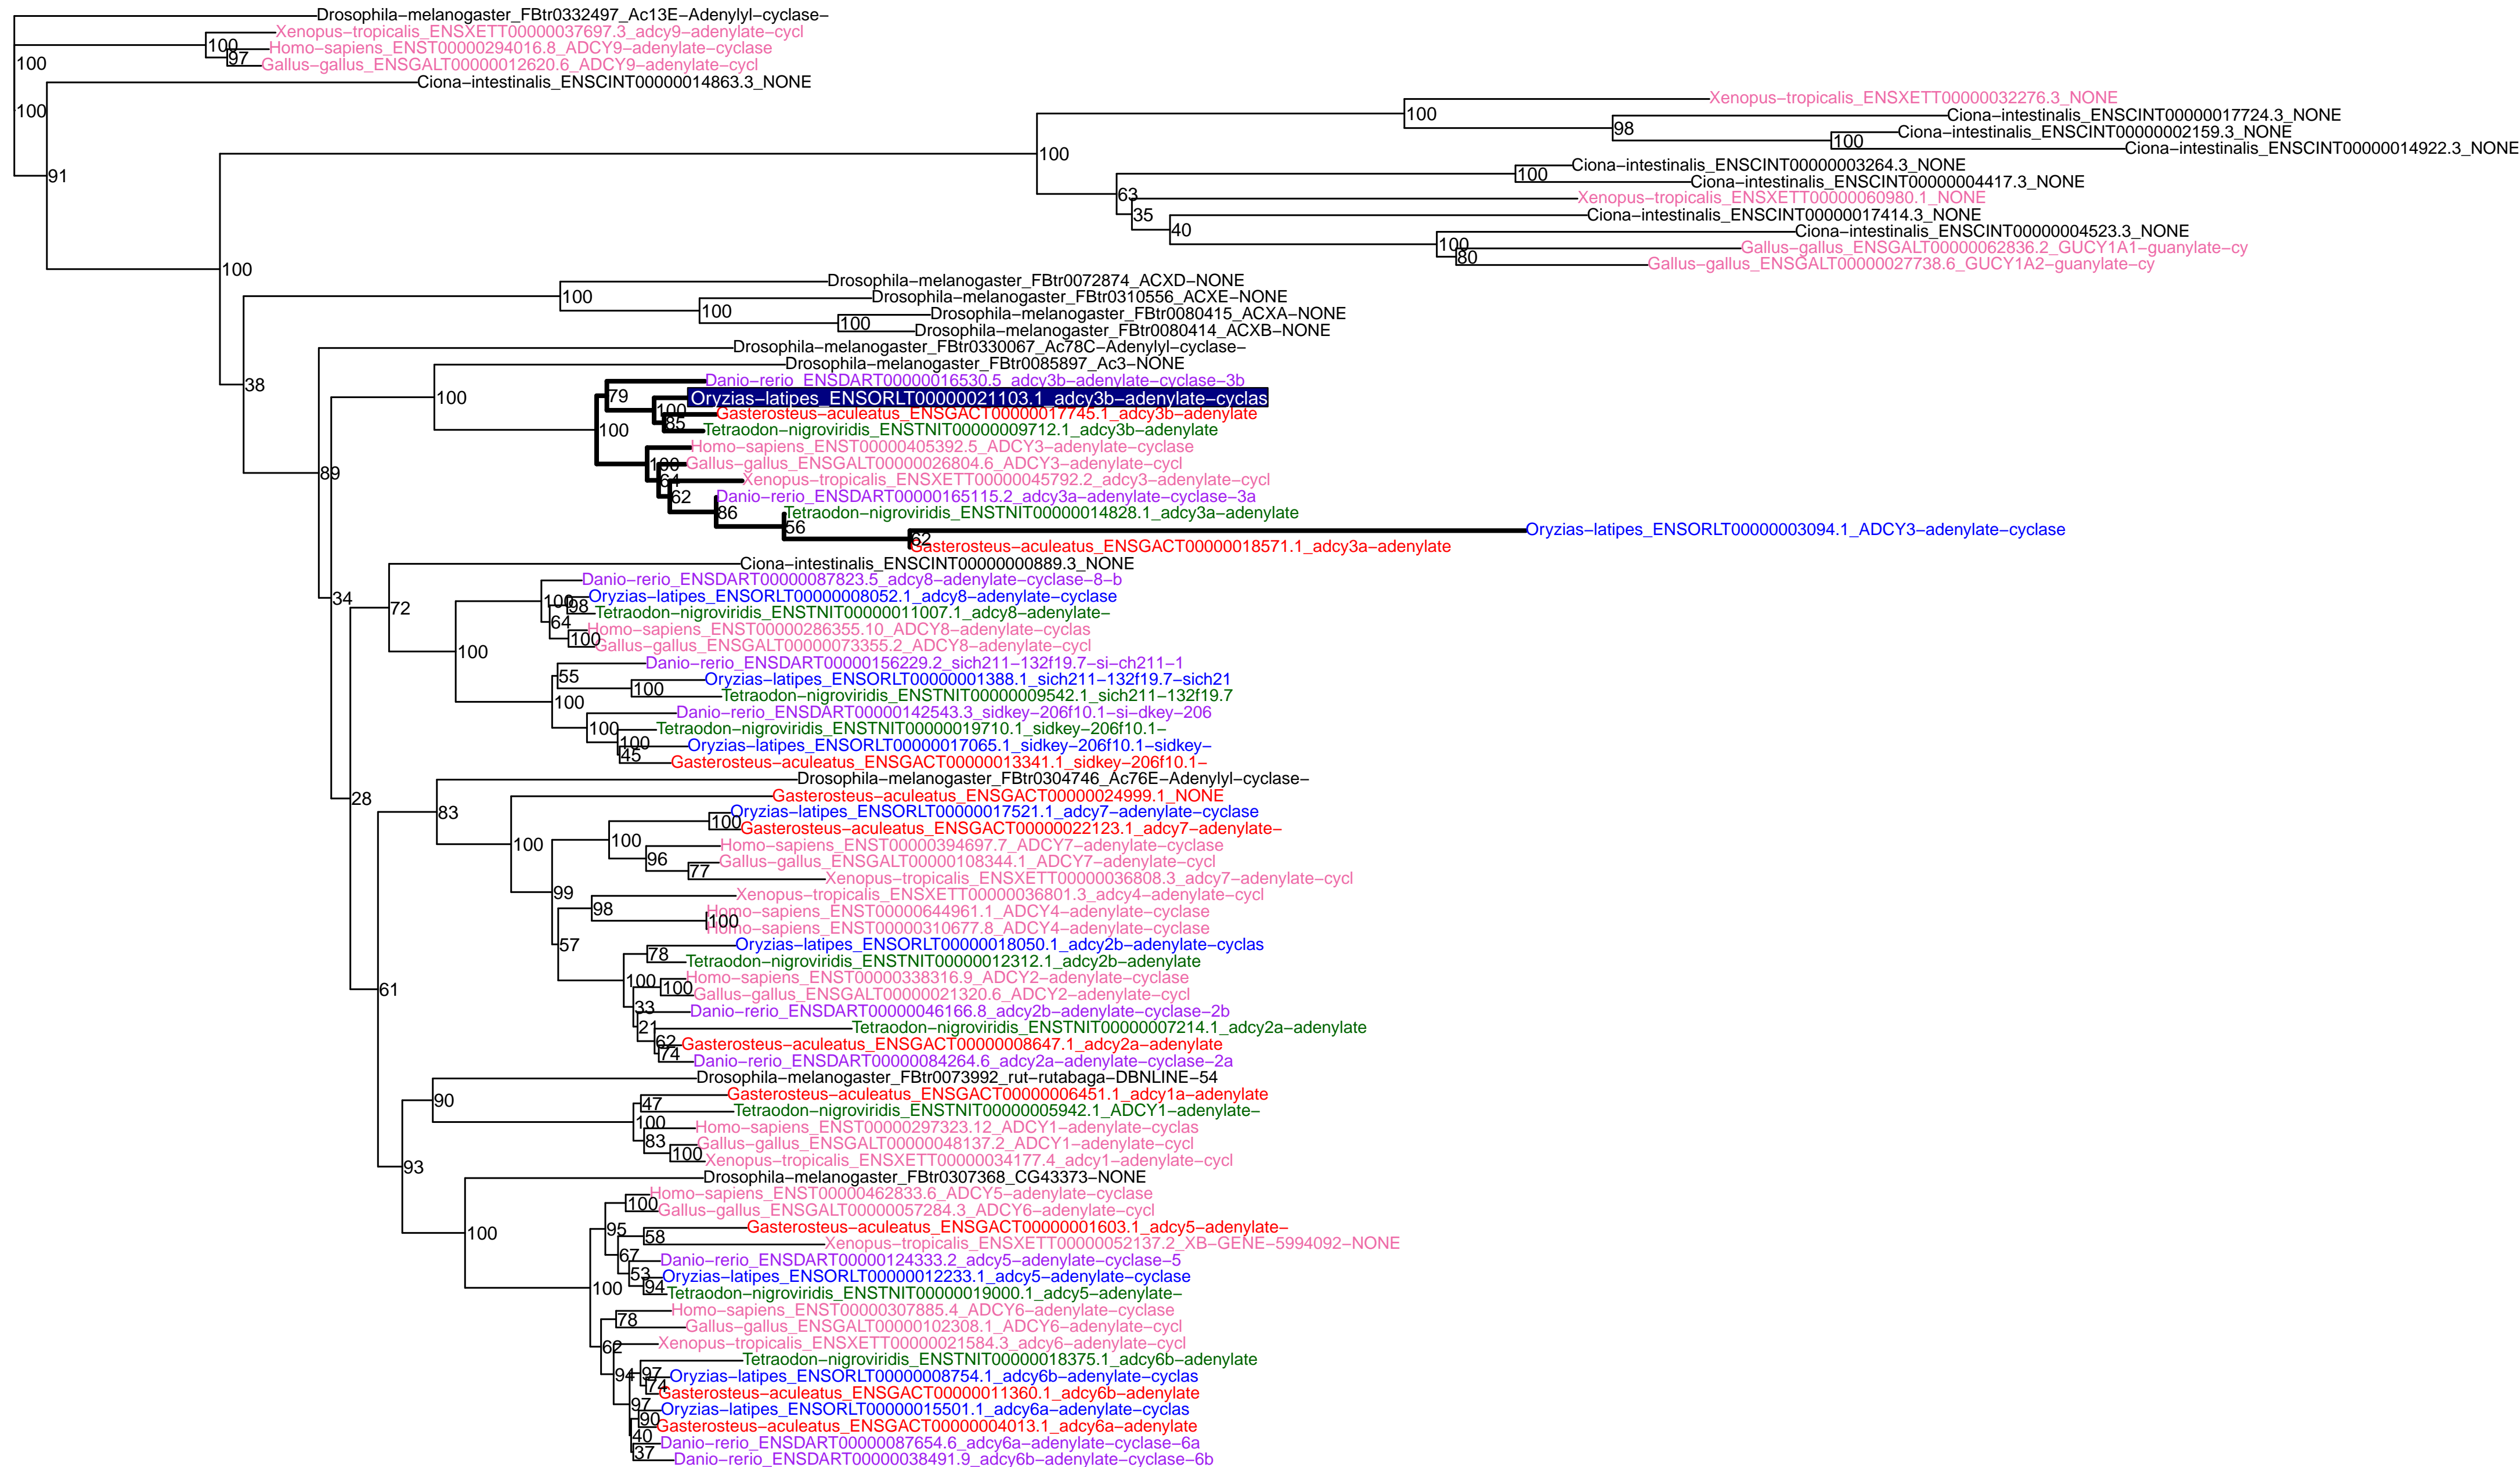 Drosophila−melanogaster_FBtr0332497_Ac13E−Adenylyl−cyclase−
Xenopus−tropicalis_ENSXETT00000037697.3_adcy9−adenylate−cycl
100
Homo−sapiens_ENST00000294016.8_ADCY9−adenylate−cyclase
97
Gallus−gallus_ENSGALT00000012620.6_ADCY9−adenylate−cycl
100
Ciona−intestinalis_ENSCINT00000014863.3_NONE
Xenopus−tropicalis_ENSXETT00000032276.3_NONE
100
100
Ciona−intestinalis_ENSCINT00000017724.3_NONE
98
Ciona−intestinalis_ENSCINT00000002159.3_NONE
100
Ciona−intestinalis_ENSCINT00000014922.3_NONE
100
Ciona−intestinalis_ENSCINT00000003264.3_NONE
100
91
Ciona−intestinalis_ENSCINT00000004417.3_NONE
63
Xenopus−tropicalis_ENSXETT00000060980.1_NONE
35
Ciona−intestinalis_ENSCINT00000017414.3_NONE
40
Ciona−intestinalis_ENSCINT00000004523.3_NONE
100
Gallus−gallus_ENSGALT00000062836.2_GUCY1A1−guanylate−cy
80
Gallus−gallus_ENSGALT00000027738.6_GUCY1A2−guanylate−cy
100
Drosophila−melanogaster_FBtr0072874_ACXD−NONE
100
Drosophila−melanogaster_FBtr0310556_ACXE−NONE
100
Drosophila−melanogaster_FBtr0080415_ACXA−NONE
100
Drosophila−melanogaster_FBtr0080414_ACXB−NONE
Drosophila−melanogaster_FBtr0330067_Ac78C−Adenylyl−cyclase−
Drosophila−melanogaster_FBtr0085897_Ac3−NONE
38
Danio−rerio_ENSDART00000016530.5_adcy3b−adenylate−cyclase−3b
79
100
Oryzias−latipes_ENSORLT00000021103.1_adcy3b−adenylate−cyclas
100
Gasterosteus−aculeatus_ENSGACT00000017745.1_adcy3b−adenylate
85
100
Tetraodon−nigroviridis_ENSTNIT00000009712.1_adcy3b−adenylate
Homo−sapiens_ENST00000405392.5_ADCY3−adenylate−cyclase
100
Gallus−gallus_ENSGALT00000026804.6_ADCY3−adenylate−cycl
89
64
Xenopus−tropicalis_ENSXETT00000045792.2_adcy3−adenylate−cycl
62
Danio−rerio_ENSDART00000165115.2_adcy3a−adenylate−cyclase−3a
86
Tetraodon−nigroviridis_ENSTNIT00000014828.1_adcy3a−adenylate
56
Oryzias−latipes_ENSORLT00000003094.1_ADCY3−adenylate−cyclase
62
Gasterosteus−aculeatus_ENSGACT00000018571.1_adcy3a−adenylate
Ciona−intestinalis_ENSCINT00000000889.3_NONE
Danio−rerio_ENSDART00000087823.5_adcy8−adenylate−cyclase−8−b
34
72
100
Oryzias−latipes_ENSORLT00000008052.1_adcy8−adenylate−cyclase
98
Tetraodon−nigroviridis_ENSTNIT00000011007.1_adcy8−adenylate−
64
Homo−sapiens_ENST00000286355.10_ADCY8−adenylate−cyclas
100
Gallus−gallus_ENSGALT00000073355.2_ADCY8−adenylate−cycl
100
Danio−rerio_ENSDART00000156229.2_sich211−132f19.7−si−ch211−1
55
Oryzias−latipes_ENSORLT00000001388.1_sich211−132f19.7−sich21
100
Tetraodon−nigroviridis_ENSTNIT00000009542.1_sich211−132f19.7
100
Danio−rerio_ENSDART00000142543.3_sidkey−206f10.1−si−dkey−206
100
Tetraodon−nigroviridis_ENSTNIT00000019710.1_sidkey−206f10.1−
100
Oryzias−latipes_ENSORLT00000017065.1_sidkey−206f10.1−sidkey−
45
Gasterosteus−aculeatus_ENSGACT00000013341.1_sidkey−206f10.1−
Drosophila−melanogaster_FBtr0304746_Ac76E−Adenylyl−cyclase−
28
Gasterosteus−aculeatus_ENSGACT00000024999.1_NONE
83
Oryzias−latipes_ENSORLT00000017521.1_adcy7−adenylate−cyclase
100
Gasterosteus−aculeatus_ENSGACT00000022123.1_adcy7−adenylate−
100
100
Homo−sapiens_ENST00000394697.7_ADCY7−adenylate−cyclase
96
Gallus−gallus_ENSGALT00000108344.1_ADCY7−adenylate−cycl
77
Xenopus−tropicalis_ENSXETT00000036808.3_adcy7−adenylate−cycl
99
Xenopus−tropicalis_ENSXETT00000036801.3_adcy4−adenylate−cycl
98
Homo−sapiens_ENST00000644961.1_ADCY4−adenylate−cyclase
100
Homo−sapiens_ENST00000310677.8_ADCY4−adenylate−cyclase
57
Oryzias−latipes_ENSORLT00000018050.1_adcy2b−adenylate−cyclas
78
Tetraodon−nigroviridis_ENSTNIT00000012312.1_adcy2b−adenylate
100
Homo−sapiens_ENST00000338316.9_ADCY2−adenylate−cyclase
100
61
Gallus−gallus_ENSGALT00000021320.6_ADCY2−adenylate−cycl
33
Danio−rerio_ENSDART00000046166.8_adcy2b−adenylate−cyclase−2b
21
Tetraodon−nigroviridis_ENSTNIT00000007214.1_adcy2a−adenylate
62
Gasterosteus−aculeatus_ENSGACT00000008647.1_adcy2a−adenylate
74
Danio−rerio_ENSDART00000084264.6_adcy2a−adenylate−cyclase−2a
Drosophila−melanogaster_FBtr0073992_rut−rutabaga−DBNLINE−54
90
Gasterosteus−aculeatus_ENSGACT00000006451.1_adcy1a−adenylate
47
Tetraodon−nigroviridis_ENSTNIT00000005942.1_ADCY1−adenylate−
100
Homo−sapiens_ENST00000297323.12_ADCY1−adenylate−cyclas
83
Gallus−gallus_ENSGALT00000048137.2_ADCY1−adenylate−cycl
100
Xenopus−tropicalis_ENSXETT00000034177.4_adcy1−adenylate−cycl
93
Drosophila−melanogaster_FBtr0307368_CG43373−NONE
Homo−sapiens_ENST00000462833.6_ADCY5−adenylate−cyclase
100
Gallus−gallus_ENSGALT00000057284.3_ADCY6−adenylate−cycl
100
95
Gasterosteus−aculeatus_ENSGACT00000001603.1_adcy5−adenylate−
58
Xenopus−tropicalis_ENSXETT00000052137.2_XB−GENE−5994092−NONE
67
Danio−rerio_ENSDART00000124333.2_adcy5−adenylate−cyclase−5
53
Oryzias−latipes_ENSORLT00000012233.1_adcy5−adenylate−cyclase
94
100
Tetraodon−nigroviridis_ENSTNIT00000019000.1_adcy5−adenylate−
Homo−sapiens_ENST00000307885.4_ADCY6−adenylate−cyclase
78
Gallus−gallus_ENSGALT00000102308.1_ADCY6−adenylate−cycl
62
Xenopus−tropicalis_ENSXETT00000021584.3_adcy6−adenylate−cycl
Tetraodon−nigroviridis_ENSTNIT00000018375.1_adcy6b−adenylate
94
97
Oryzias−latipes_ENSORLT00000008754.1_adcy6b−adenylate−cyclas
74
Gasterosteus−aculeatus_ENSGACT00000011360.1_adcy6b−adenylate
97
Oryzias−latipes_ENSORLT00000015501.1_adcy6a−adenylate−cyclas
90
Gasterosteus−aculeatus_ENSGACT00000004013.1_adcy6a−adenylate
40
Danio−rerio_ENSDART00000087654.6_adcy6a−adenylate−cyclase−6a
37
Danio−rerio_ENSDART00000038491.9_adcy6b−adenylate−cyclase−6b